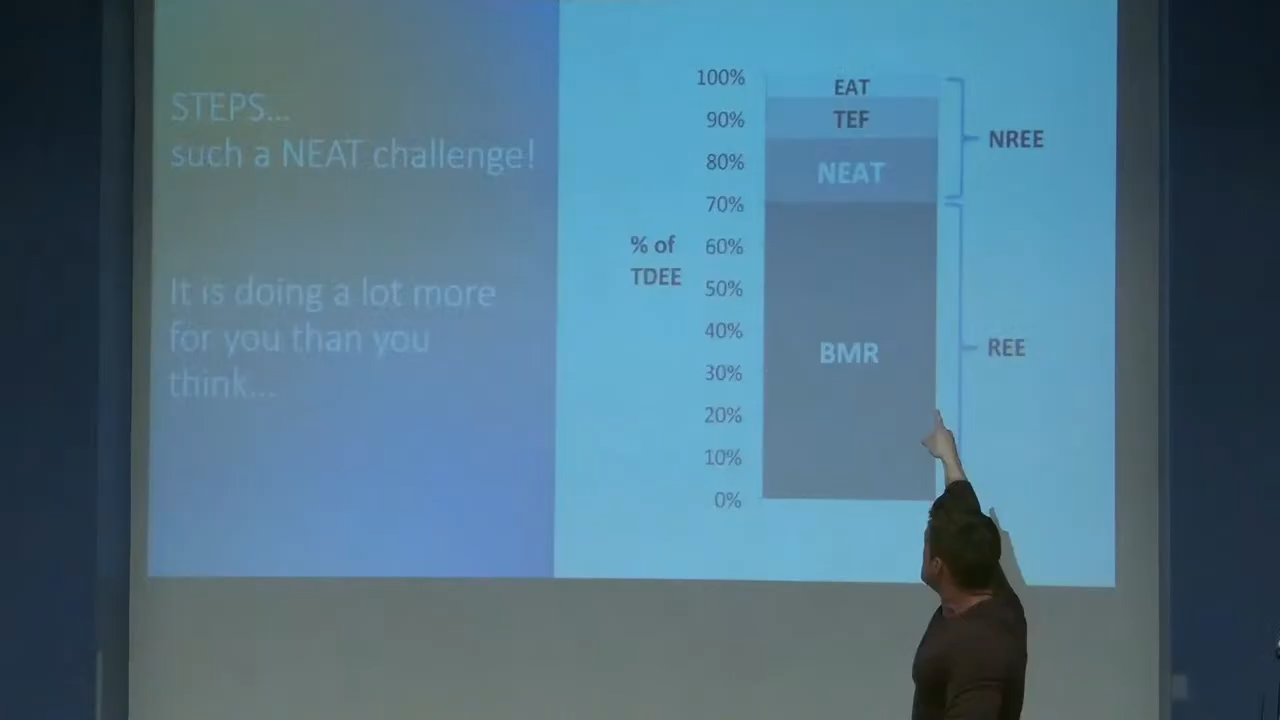 STEPS...
such a NEAT challenge!
It is doing a lot more
for you than you
think...
100%
90%
80%
70%
60%
50%
40%
30%
20%
10%
0%
% of
TDEE
EAT
TEF
NEAT
BMR
NREE
REE